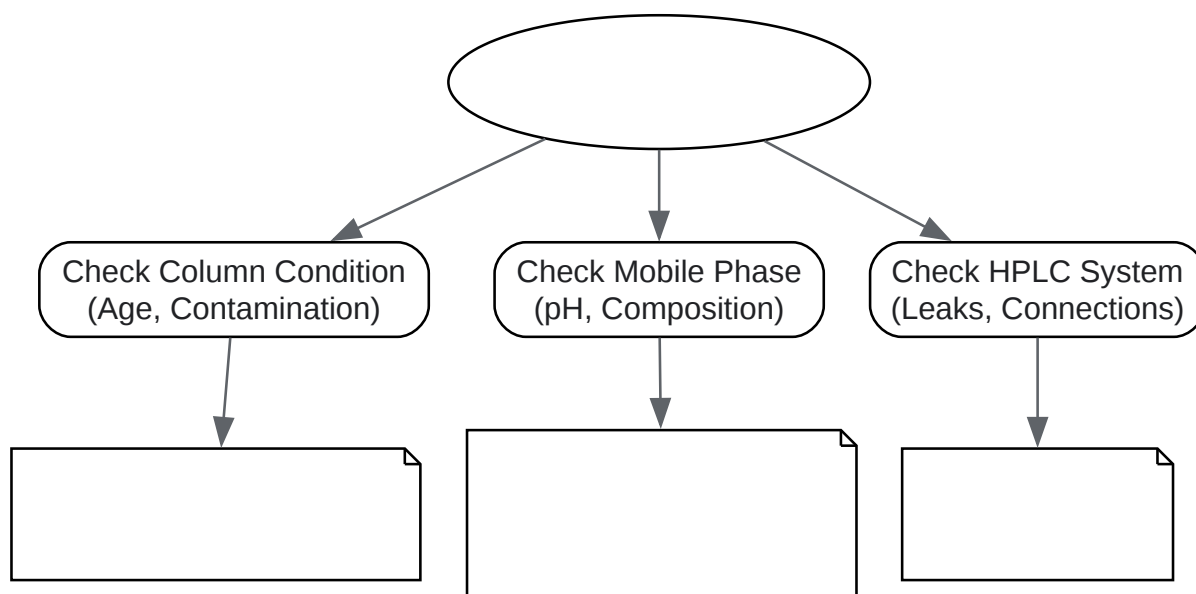 Check Column Condition
(Age, Contamination)
Check Mobile Phase
(pH, Composition)
Check HPLC System
(Leaks, Connections)